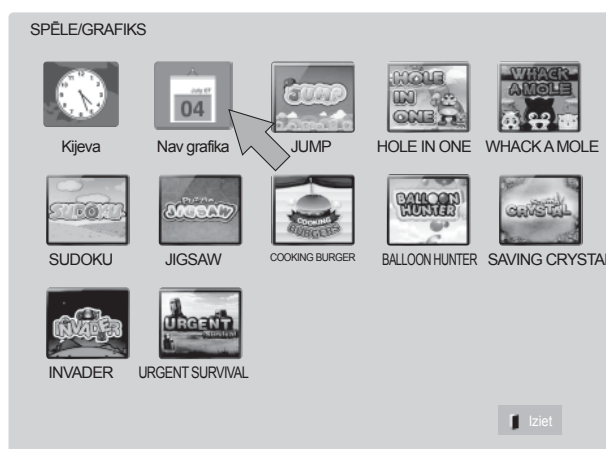 SPĒLE/GRAFIKS
July 07
04
JUMP
HOLE
IN
ONE
WHACK
A MOLE
Kijeva
Nav grafika
JUMP
HOLE IN ONE
WHACK A MOLE
SUDOKU
Puzzle
JIGSAW
COOKING
BURGERS
BALLOON
HUNTER
CRYSTAL
SUDOKU
JIGSAW
COOKING BURGER
BALLOON HUNTER
SAVING CRYSTAL
INVADER
URGENT
Survival
INVADER
URGENT SURVIVAL
Iziet